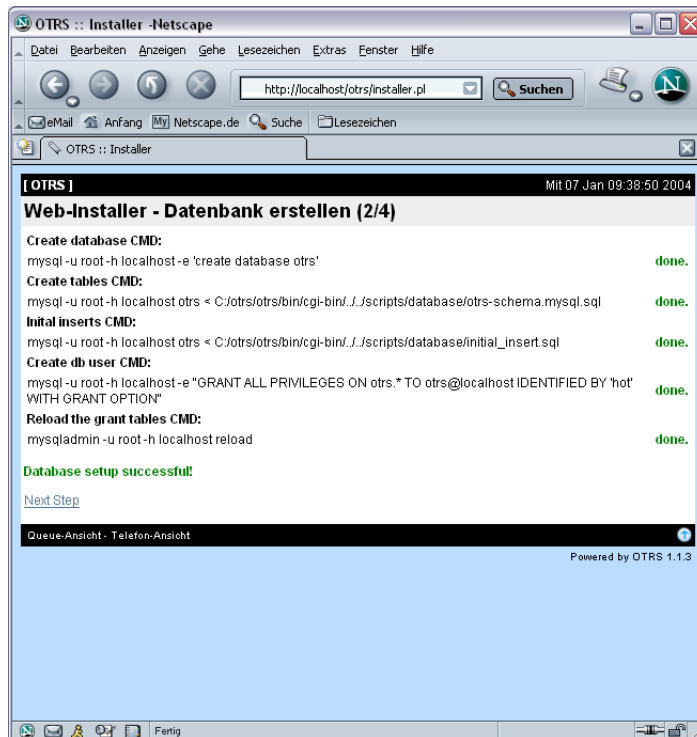 OTRS :: Installer -Netscape
Datei Bearbeiten Anzeigen Gehe Lesezeichen Extras Fenster Hilfe
http://localhost/otrs/installer.pl Suchen N
eMail Anfang My Netscape.de Suche Lesezeichen
OTRS :: Installer
[ OTRS ] Mit 07 Jan 09:38:50 2004
Web-Installer - Datenbank erstellen (2/4)
Create database CMD:
mysql -u root -h localhost -e 'create database otrs' done.
Create tables CMD:
mysql -u root -h localhost otrs < C:/otrs/otrs/bin/cgi-bin/../../scripts/database/otrs-schema.mysql.sql done.
Inital inserts CMD:
mysql -u root -h localhost otrs < C:/otrs/otrs/bin/cgi-bin/../../scripts/database/initial_insert.sql done.
Create db user CMD:
mysql -u root -h localhost -e "GRANT ALL PRIVILEGES ON otrs.* TO otrs@localhost IDENTIFIED BY 'hot'
WITH GRANT OPTION" done.
Reload the grant tables CMD:
mysqladmin -u root -h localhost reload done.
Database setup successful!
Next Step
Queue-Ansicht - Telefon-Ansicht
Powered by OTRS 1.1.3
Fertig